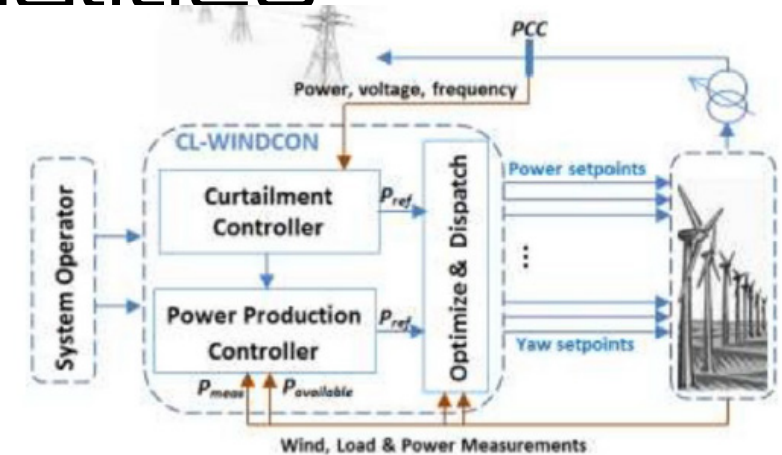 PCC
Power, voltage, frequency
CL-WINDCON
System Operator
Curtailment
Controller
Pref
Power Production
Controller
Pref
Pmeas
Pavailable
Optimize & Dispatch
Power setpoints
...
Yaw setpoints
Wind, Load & Power Measurements